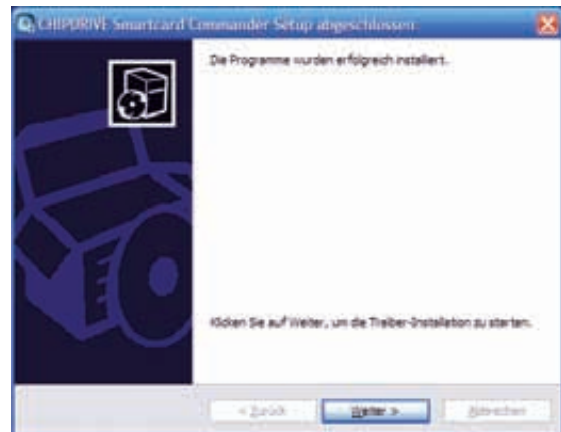 CHIPDRIVE Smartcard Commander Setup abgeschlossen
Die Programme wurden erfolgreich installiert.
Klicken Sie auf Weiter, um die Treiber-Installation zu starten.
< Zurück
Weiter >
Abbrechen